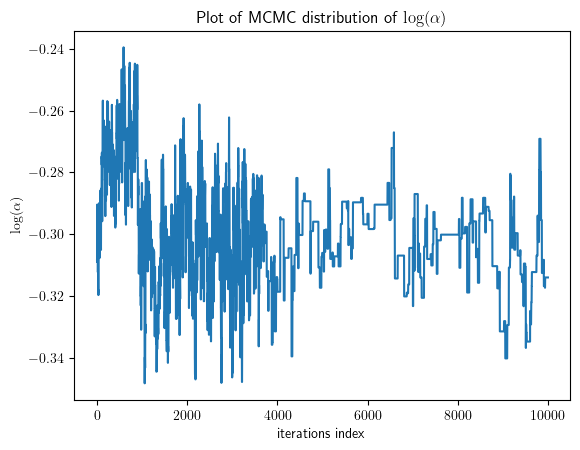 Plot of MCMC distribution of log(α)
log(α)
−0.24
−0.26
−0.28
−0.30
−0.32
−0.34
0 2000 4000 6000 8000 10000
iterations index